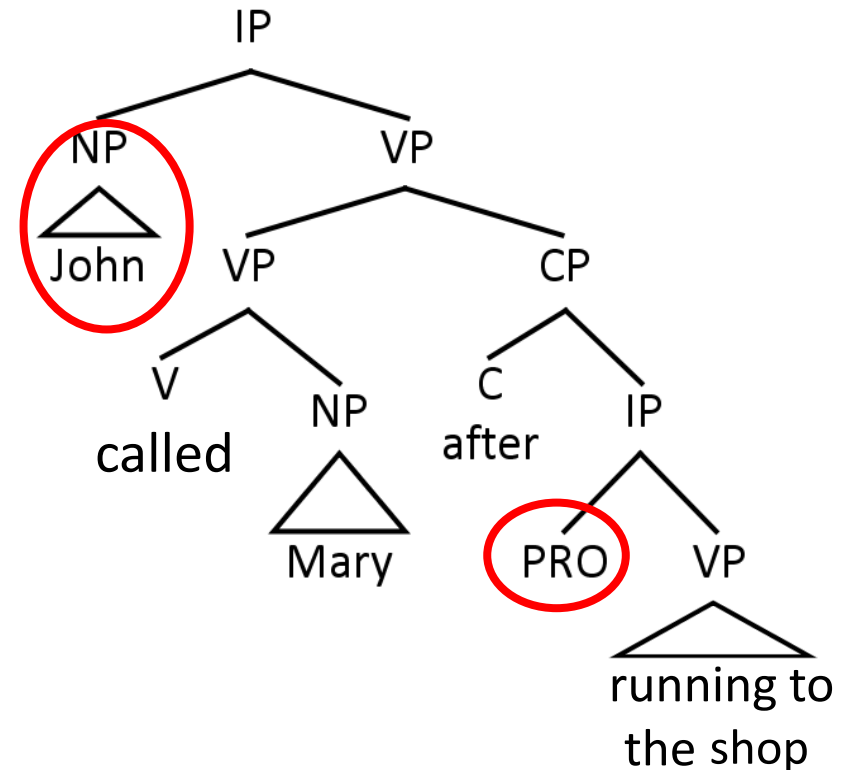 IP
NP VP
John VP CP
V C
NP IP
called after
Mary PRO VP
running to
the shop